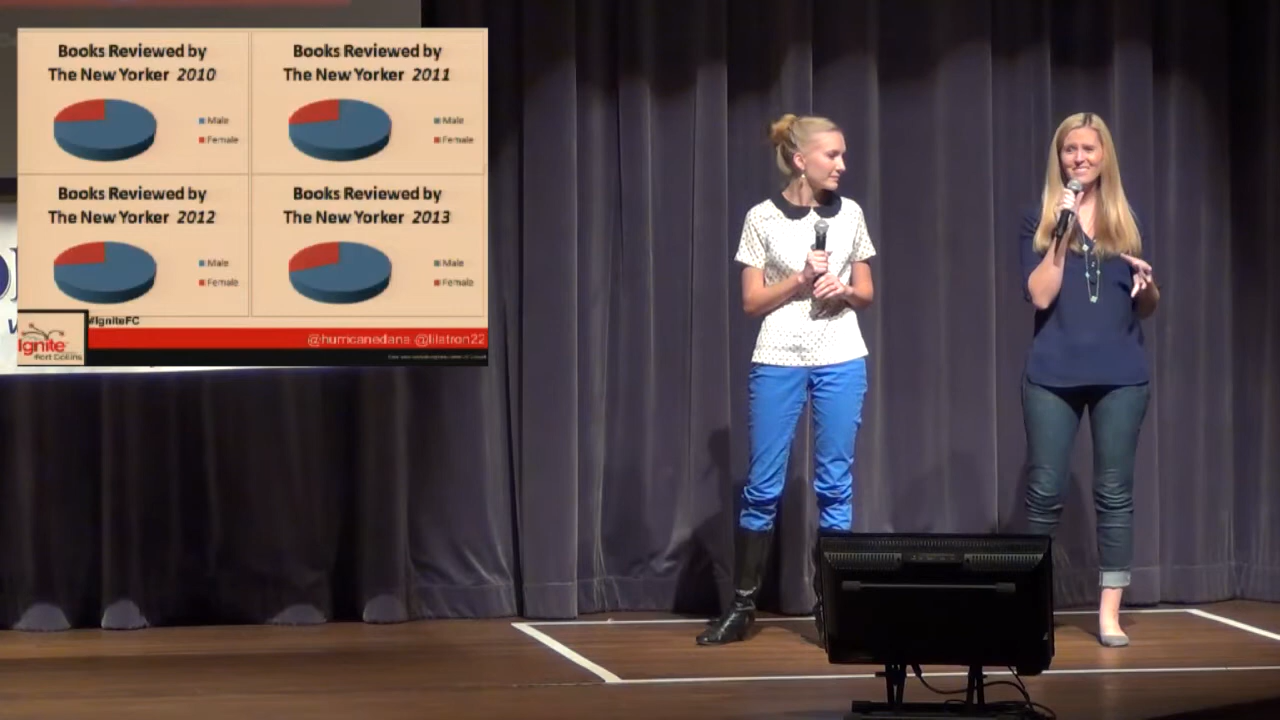 Books Reviewed by
The New Yorker 2010
Male
Female
Books Reviewed by
The New Yorker 2011
Male
Female
Books Reviewed by
The New Yorker 2012
Male
Female
Books Reviewed by
The New Yorker 2013
Male
Female
#IgniteFC
@hurricanedana @lilatron22
Ignite
Fort Collins